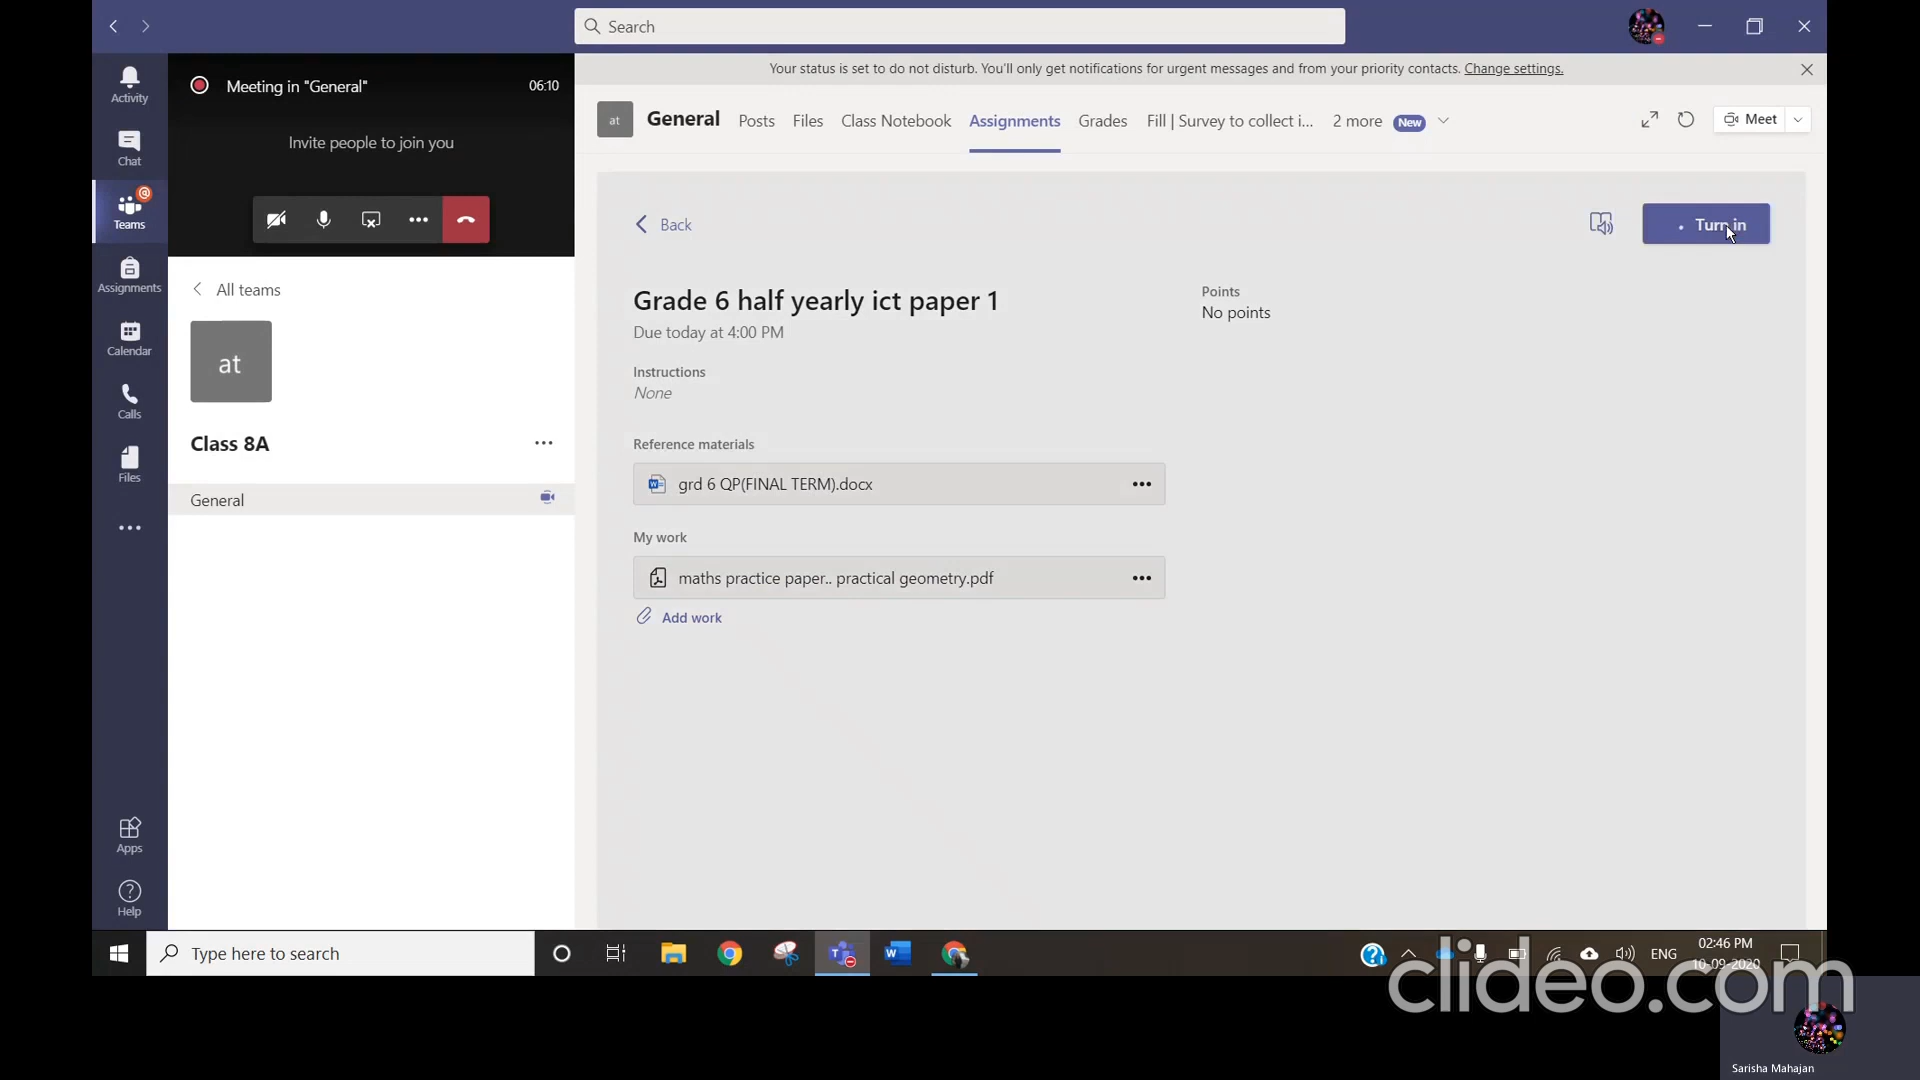 Search
Your status is set to do not disturb. You'll only get notifications for urgent messages and from your priority contacts. Change settings.
Activity
Chat
Teams
Assignments
Calendar
Calls
Files
Apps
Help
Meeting in "General"
06:10
Invite people to join you
All teams
at
Class 8A
General
at
General
Posts
Files
Class Notebook
Assignments
Grades
Fill | Survey to collect i...
2 more
New
Meet
Back
Turn in
Grade 6 half yearly ict paper 1
Due today at 4:00 PM
Points
No points
Instructions
None
Reference materials
grd 6 QP(FINAL TERM).docx
My work
maths practice paper.. practical geometry.pdf
Add work
Type here to search
ENG
02:46 PM
10-09-2020
clideo.com
Sarisha Mahajan